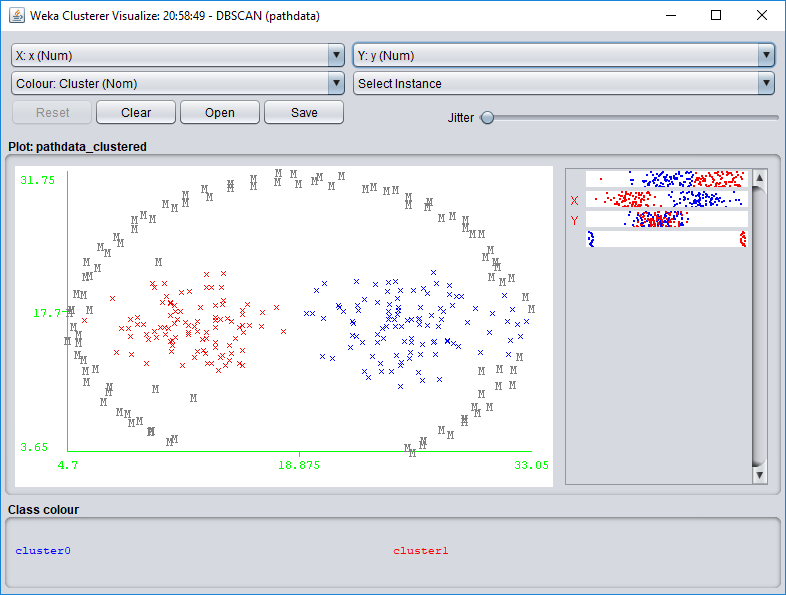 Weka Clusterer Visualize: 20:58:49 - DBSCAN (pathdata)
X: x (Num)
Y: y (Num)
Colour: Cluster (Nom)
Select Instance
Reset
Clear
Open
Save
Jitter
Plot: pathdata_clustered
31.75
17.7
3.65
4.7
18.875
33.05
X
Y
Class colour
cluster0
cluster1